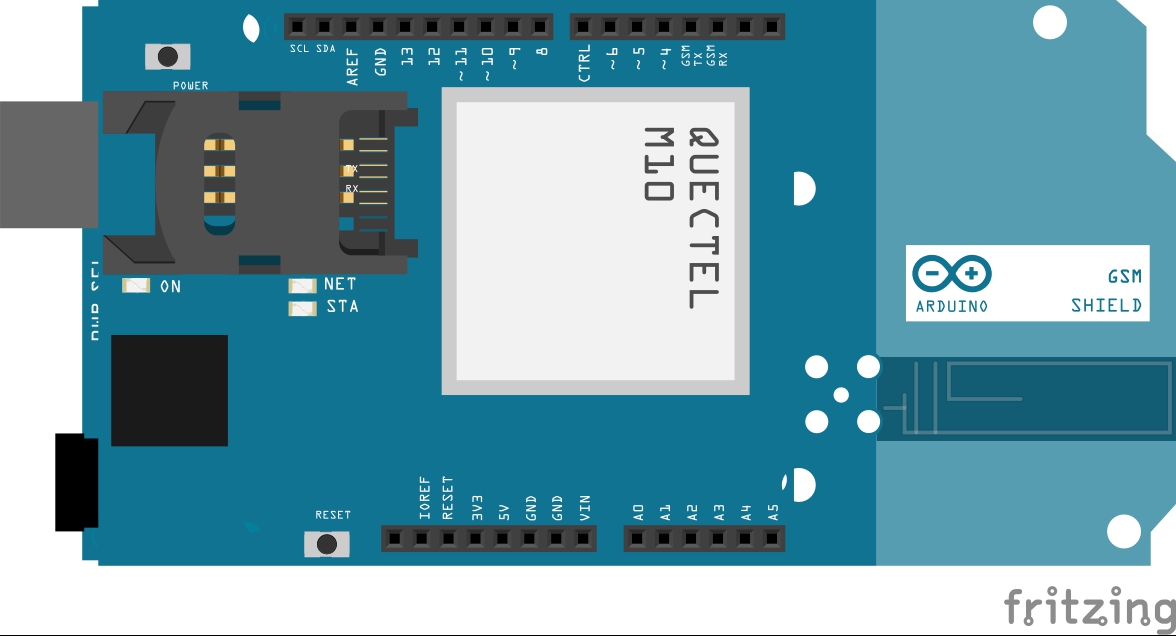 SCL SDA
AREF
GND
13
12
~11
~10
~9
8
CTRL
~6
~5
~4
GSM TX
GSM RX
POWER
TX
RX
ON
NET
STA
QUECTEL
M10
GSM
ARDUINO SHIELD
RESET
IOREF
RESET
3V3
5V
GND
GND
VIN
A0
A1
A2
A3
A4
A5
fritzing